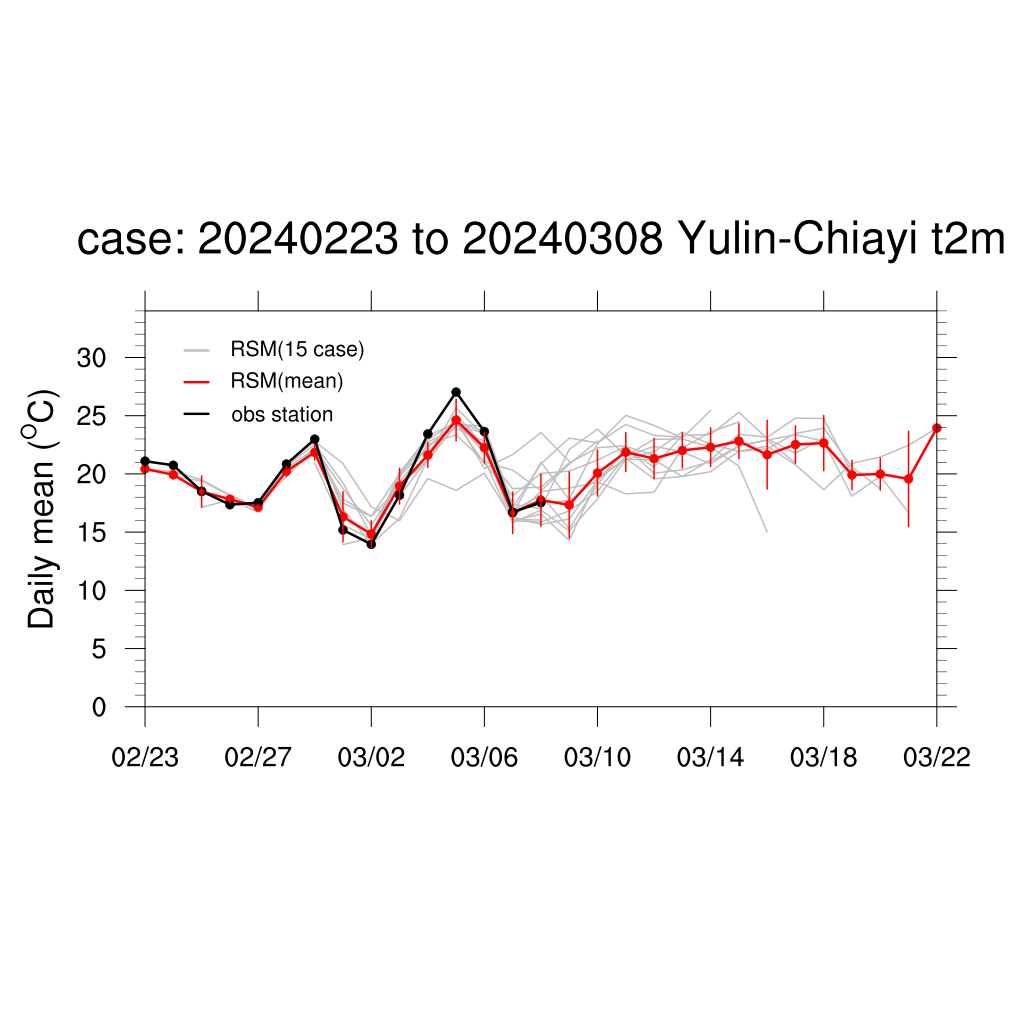 case: 20240223 to 20240308 Yulin-Chiayi t2m
RSM(15 case)
RSM(mean)
obs station
Daily mean (°C)
30
25
20
15
10
5
0
02/23 02/27 03/02 03/06 03/10 03/14 03/18 03/22